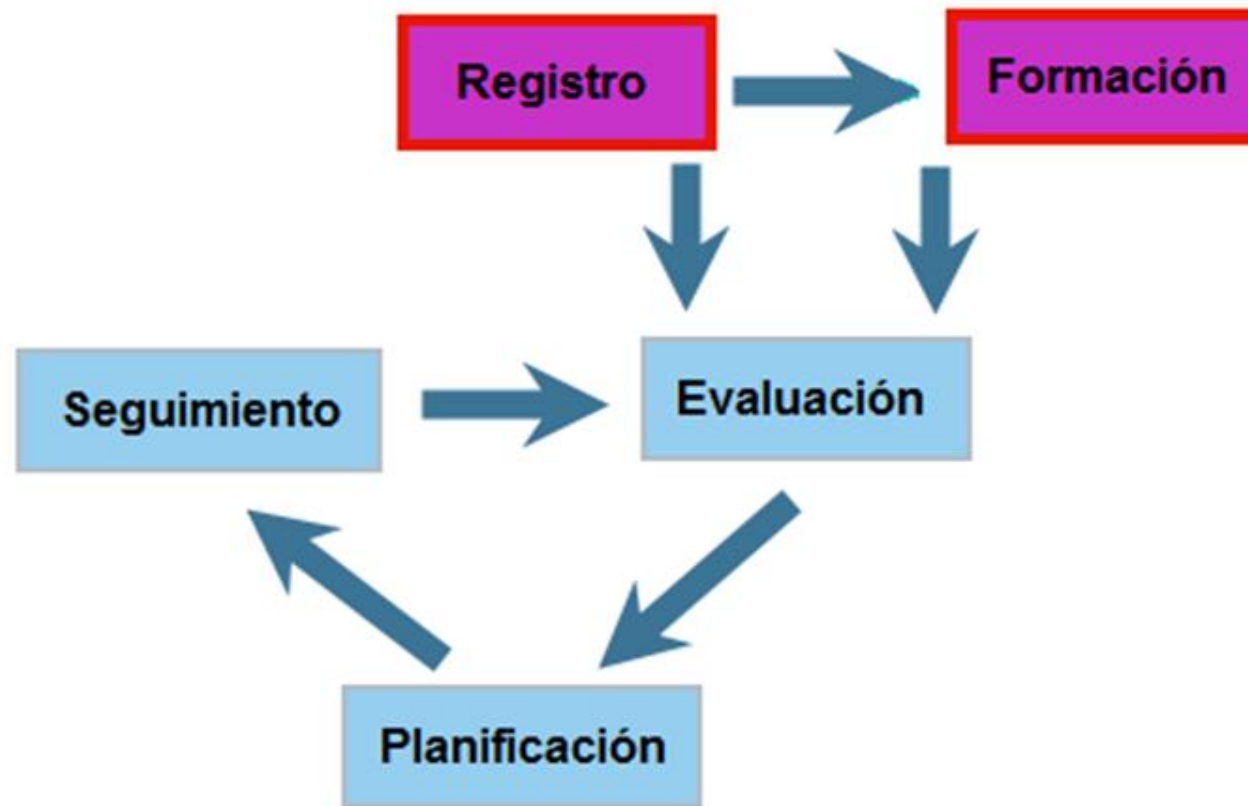 Registro
Formación
Seguimiento
Evaluación
Planificación